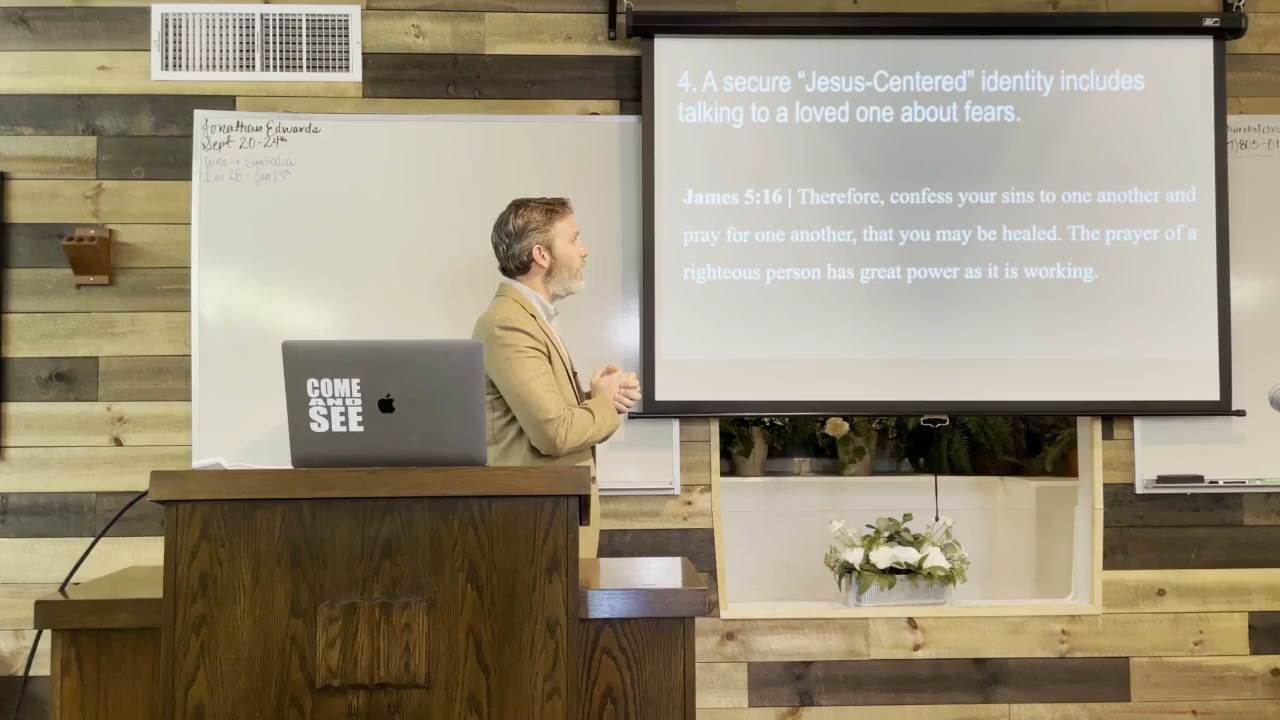 Jonathan Edwards
Sept 20-24th
Wes → Cambodia
Dec 28 - Jan 13th
4. A secure “Jesus-Centered” identity includes
talking to a loved one about fears.
James 5:16 | Therefore, confess your sins to one another and
pray for one another, that you may be healed. The prayer of a
righteous person has great power as it is working.
COME
AND
SEE